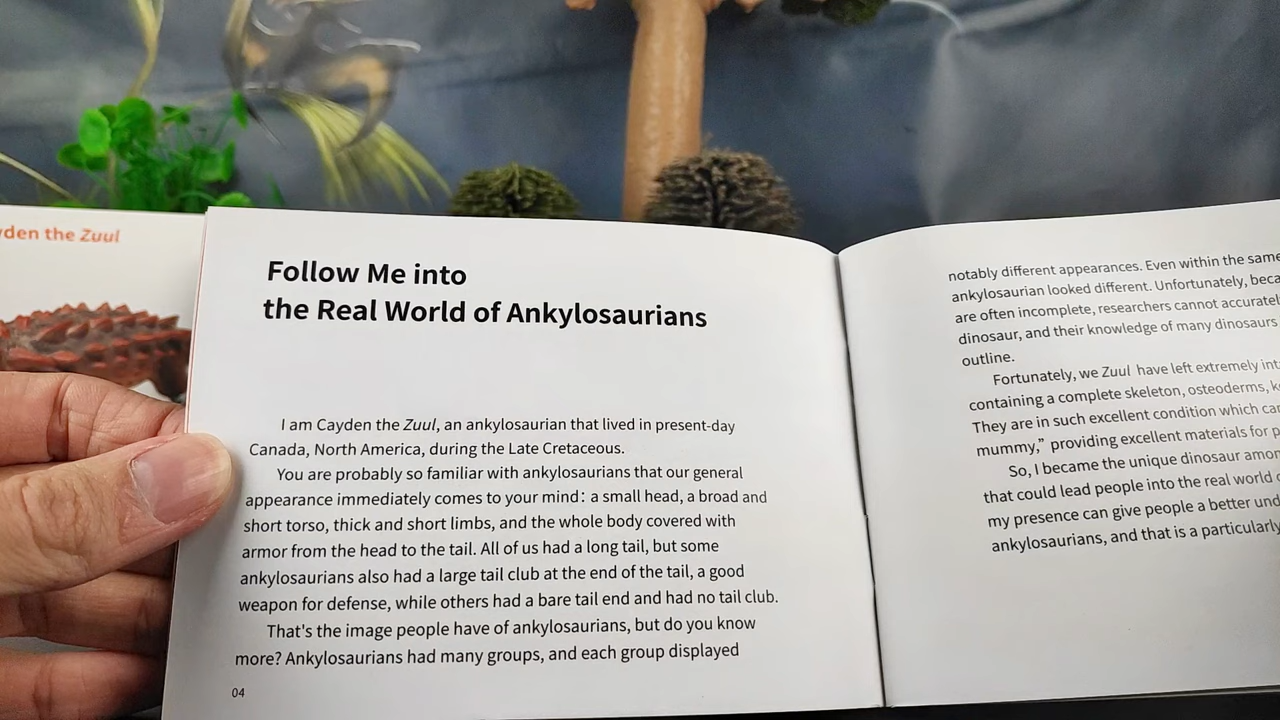 den the Zuul
Follow Me into
the Real World of Ankylosaurians
I am Cayden the Zuul, an ankylosaurian that lived in present-day
Canada, North America, during the Late Cretaceous.
You are probably so familiar with ankylosaurians that our general
appearance immediately comes to your mind: a small head, a broad and
short torso, thick and short limbs, and the whole body covered with
armor from the head to the tail. All of us had a long tail, but some
ankylosaurians also had a large tail club at the end of the tail, a good
weapon for defense, while others had a bare tail end and had no tail club.
That's the image people have of ankylosaurians, but do you know
more? Ankylosaurians had many groups, and each group displayed
04
notably different appearances. Even within the same
ankylosaurian looked different. Unfortunately, beca
are often incomplete, researchers cannot accuratel
dinosaur, and their knowledge of many dinosaurs
outline.
Fortunately, we Zuul have left extremely int
containing a complete skeleton, osteoderms, k
They are in such excellent condition which ca
mummy,” providing excellent materials for p
So, I became the unique dinosaur amon
that could lead people into the real world
my presence can give people a better und
ankylosaurians, and that is a particularly